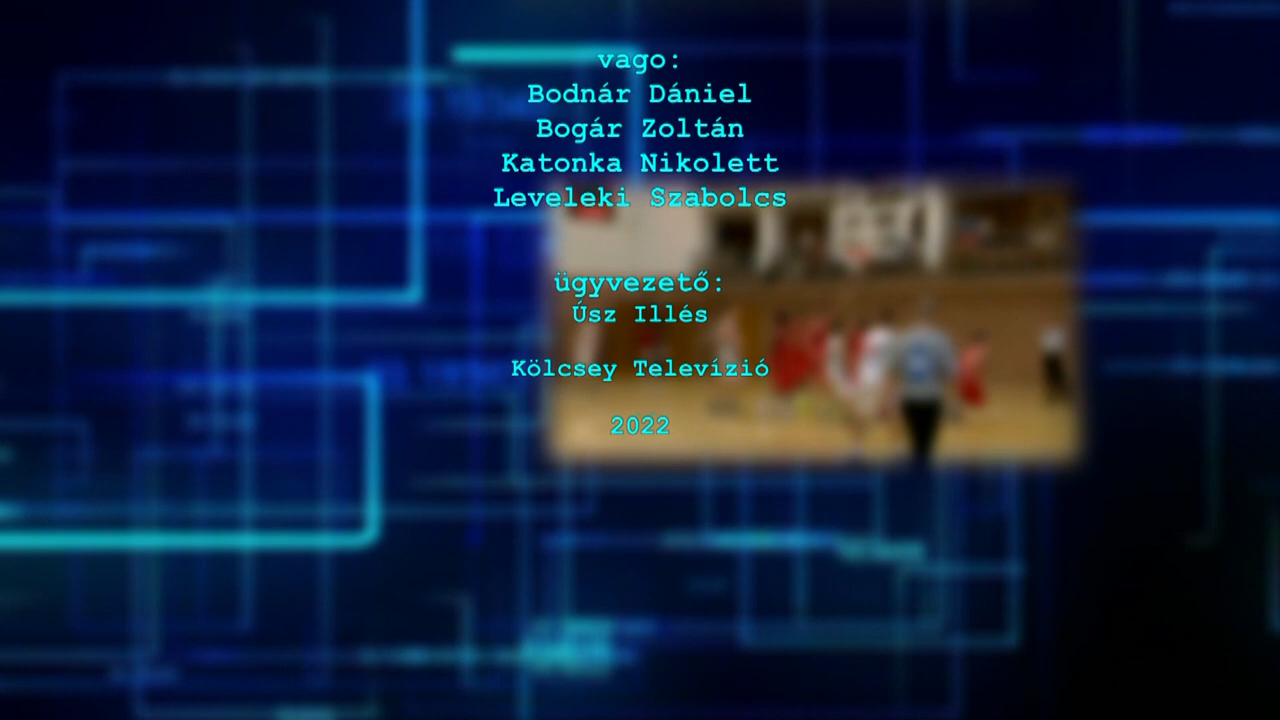 vago:
Bodnár Dániel
Bogár Zoltán
Katonka Nikolett
Leveleki Szabolcs
ügyvezető:
Úsz Illés
Kölcsey Televízió
2022